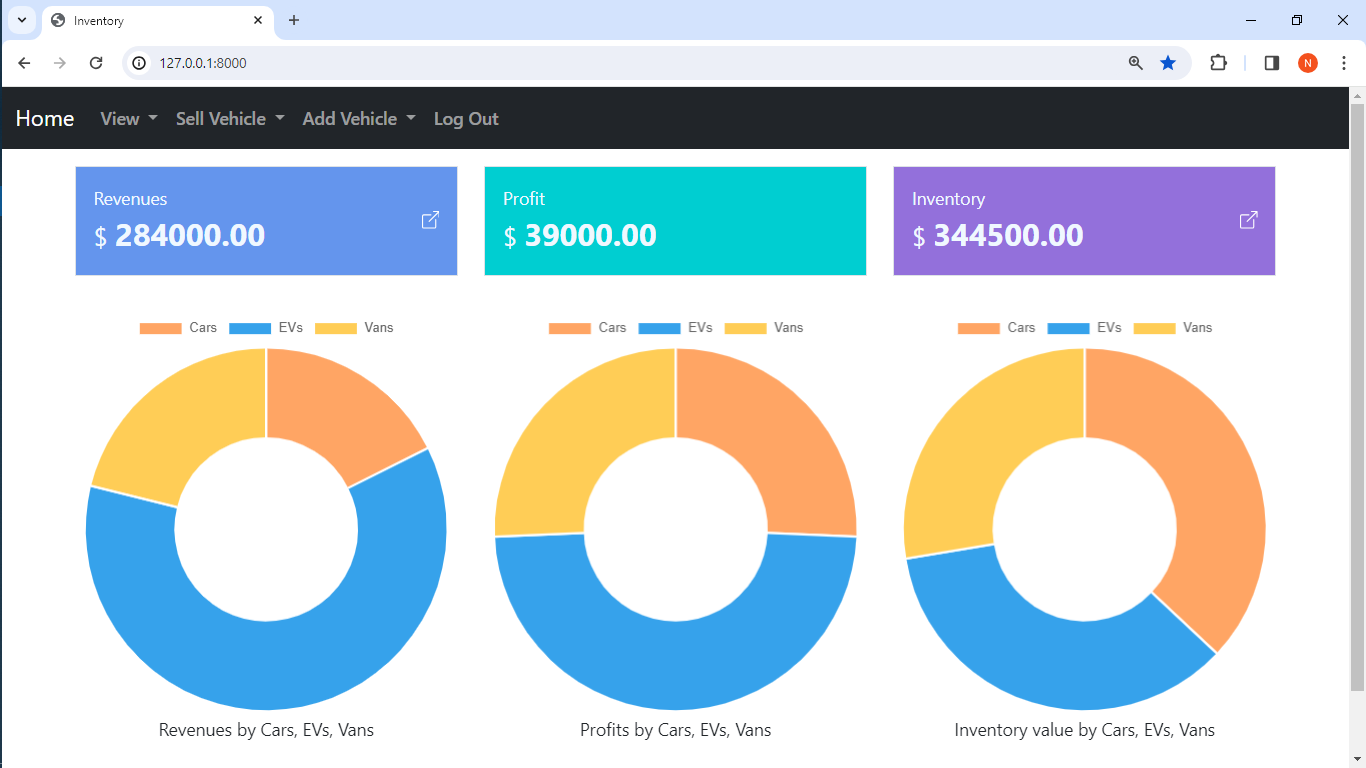 Inventory
127.0.0.1:8000
N
Home View Sell Vehicle Add Vehicle Log Out
Revenues
$ 284000.00
Profit
$ 39000.00
Inventory
$ 344500.00
Cars EVs Vans
Cars EVs Vans
Cars EVs Vans
Revenues by Cars, EVs, Vans
Profits by Cars, EVs, Vans
Inventory value by Cars, EVs, Vans